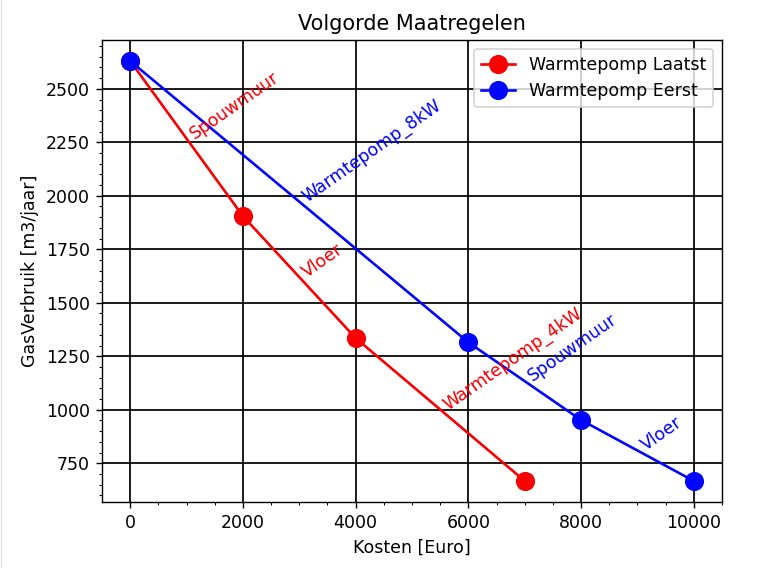 Volgorde Maatregelen
Warmtepomp Laatst
Warmtepomp Eerst
GasVerbruik [m3/jaar]
2500
2250
2000
1750
1500
1250
1000
750
Spouwmuur
Warmtepomp_8kW
Vloer
Warmtepomp_4kW
Spouwmuur
Vloer
0 2000 4000 6000 8000 10000
Kosten [Euro]